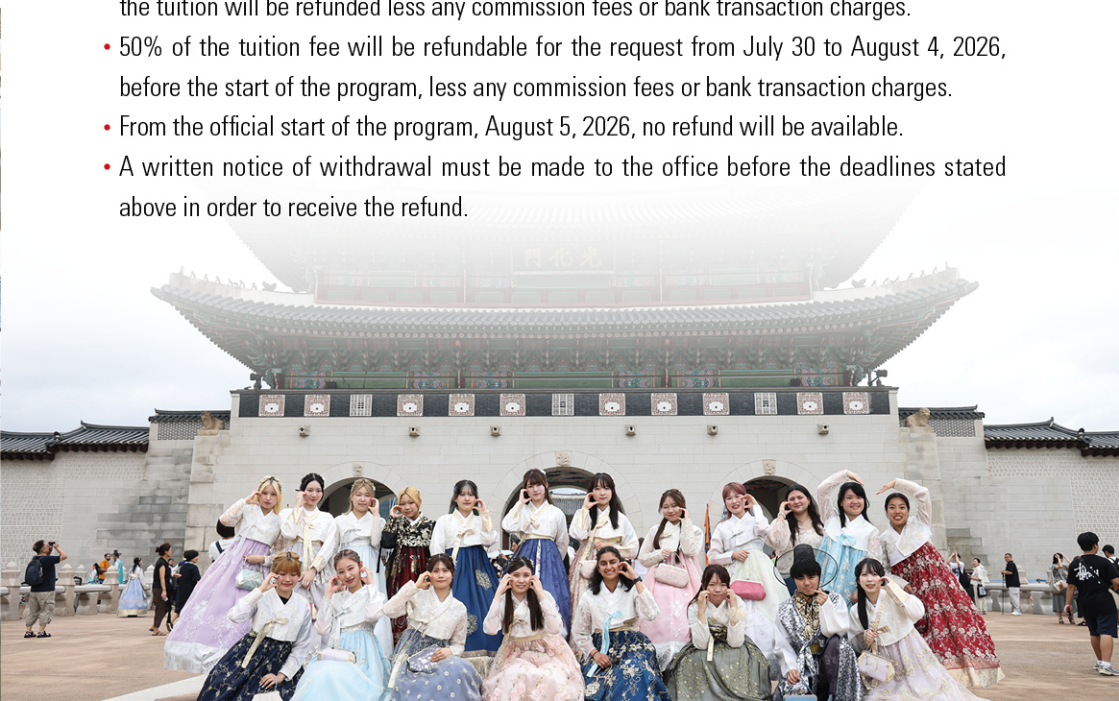 the tuition will be refunded less any commission fees or bank transaction charges.
• 50% of the tuition fee will be refundable for the request from July 30 to August 4, 2026,
before the start of the program, less any commission fees or bank transaction charges.
• From the official start of the program, August 5, 2026, no refund will be available.
• A written notice of withdrawal must be made to the office before the deadlines stated
above in order to receive the refund.
門化光